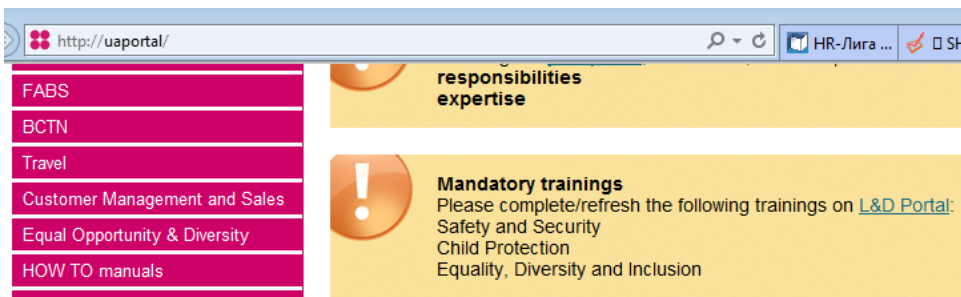 http://uaportal/
HR-Лига ...
SH
FABS
BCTN
Travel
Customer Management and Sales
Equal Opportunity & Diversity
HOW TO manuals
responsibilities
expertise
Mandatory trainings
Please complete/refresh the following trainings on L&D Portal:
Safety and Security
Child Protection
Equality, Diversity and Inclusion